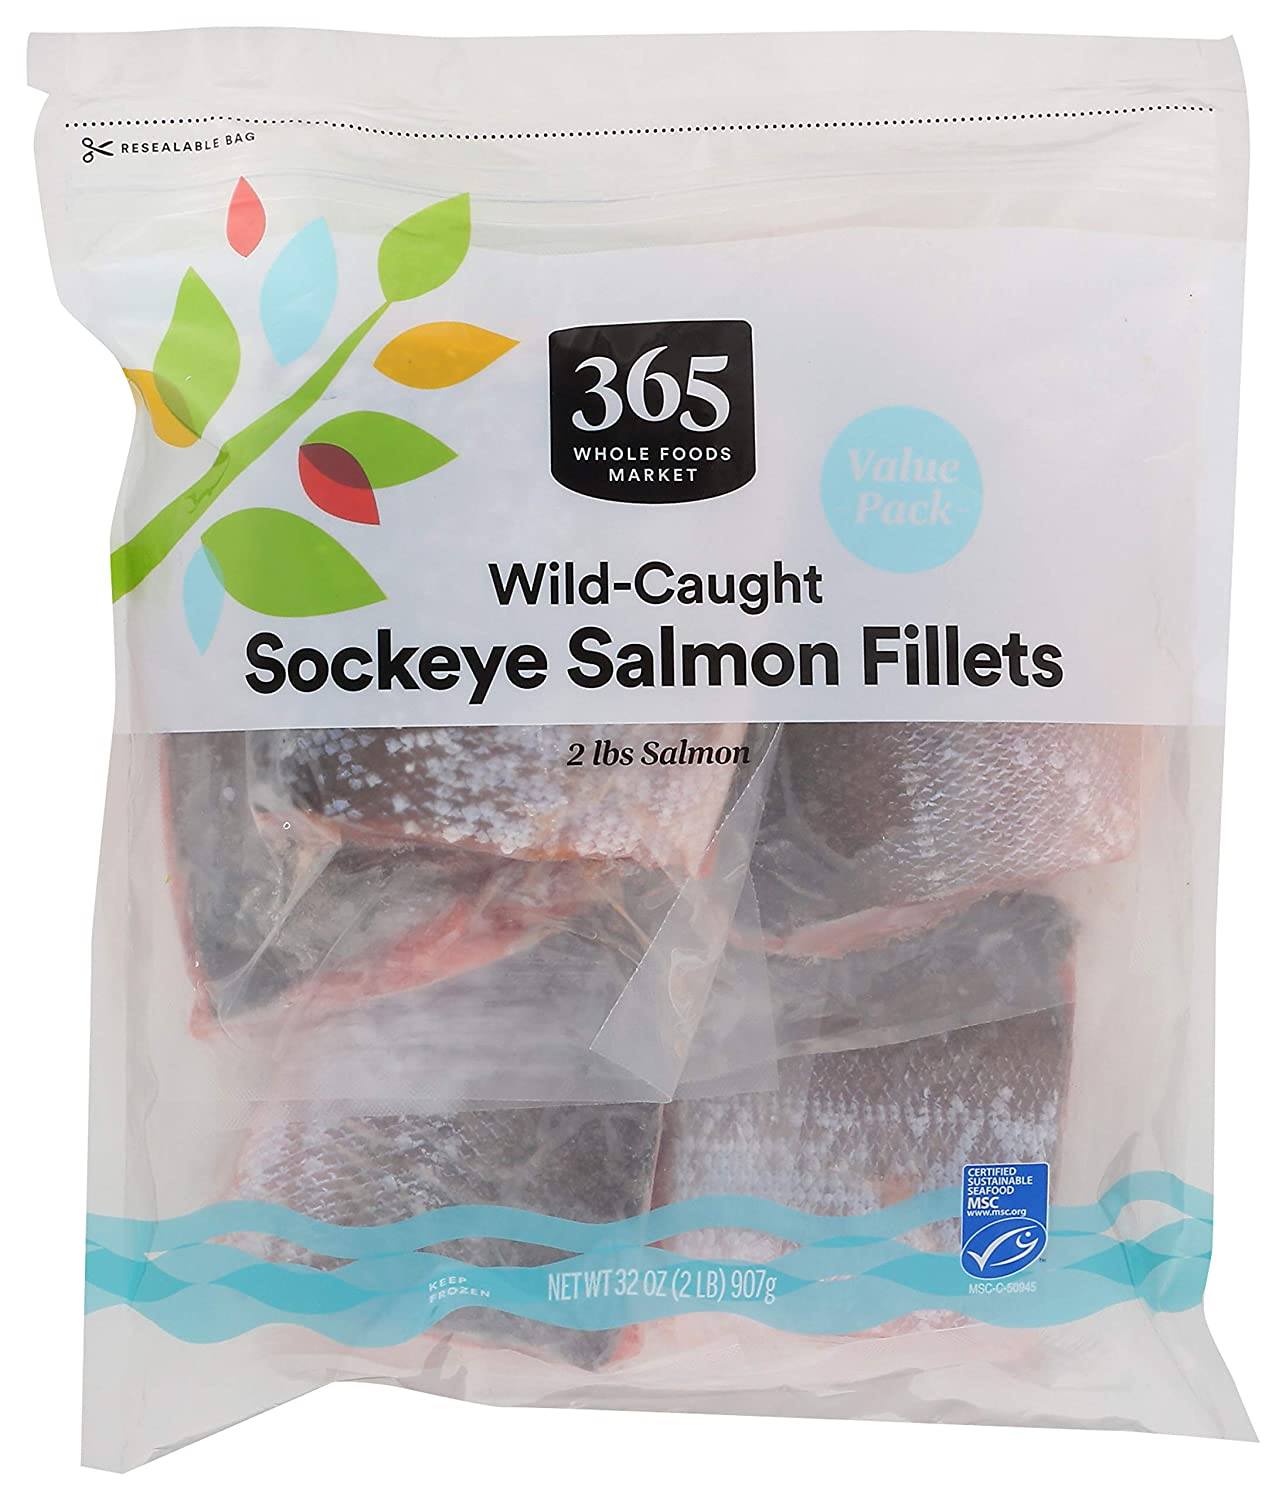 RESEALABLE BAG
365
WHOLE FOODS
MARKET
Value
Pack
Wild-Caught
Sockeye Salmon Fillets
2 lbs Salmon
CERTIFIED
SUSTAINABLE
SEAFOOD
MSC
www.msc.org
™
KEEP
FROZEN
NET WT 32 OZ (2 LB) 907g
MSC-C-50945